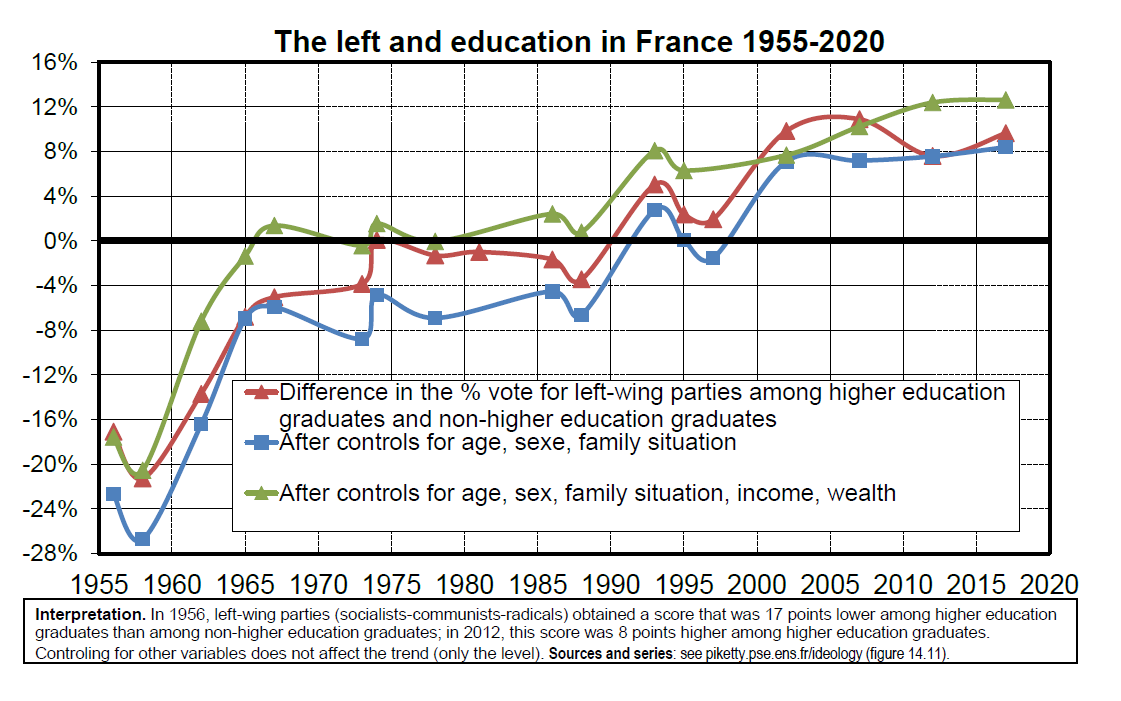 The left and education in France 1955-2020
16%
12%
8%
4%
0%
-4%
-8%
-12%
-16%
-20%
-24%
-28%
Difference in the % vote for left-wing parties among higher education
graduates and non-higher education graduates
After controls for age, sexe, family situation
After controls for age, sex, family situation, income, wealth
1955 1960 1965 1970 1975 1980 1985 1990 1995 2000 2005 2010 2015 2020
Interpretation. In 1956, left-wing parties (socialists-communists-radicals) obtained a score that was 17 points lower among higher education
graduates than among non-higher education graduates; in 2012, this score was 8 points higher among higher education graduates.
Controling for other variables does not affect the trend (only the level). Sources and series: see piketty.pse.ens.fr/ideology (figure 14.11).